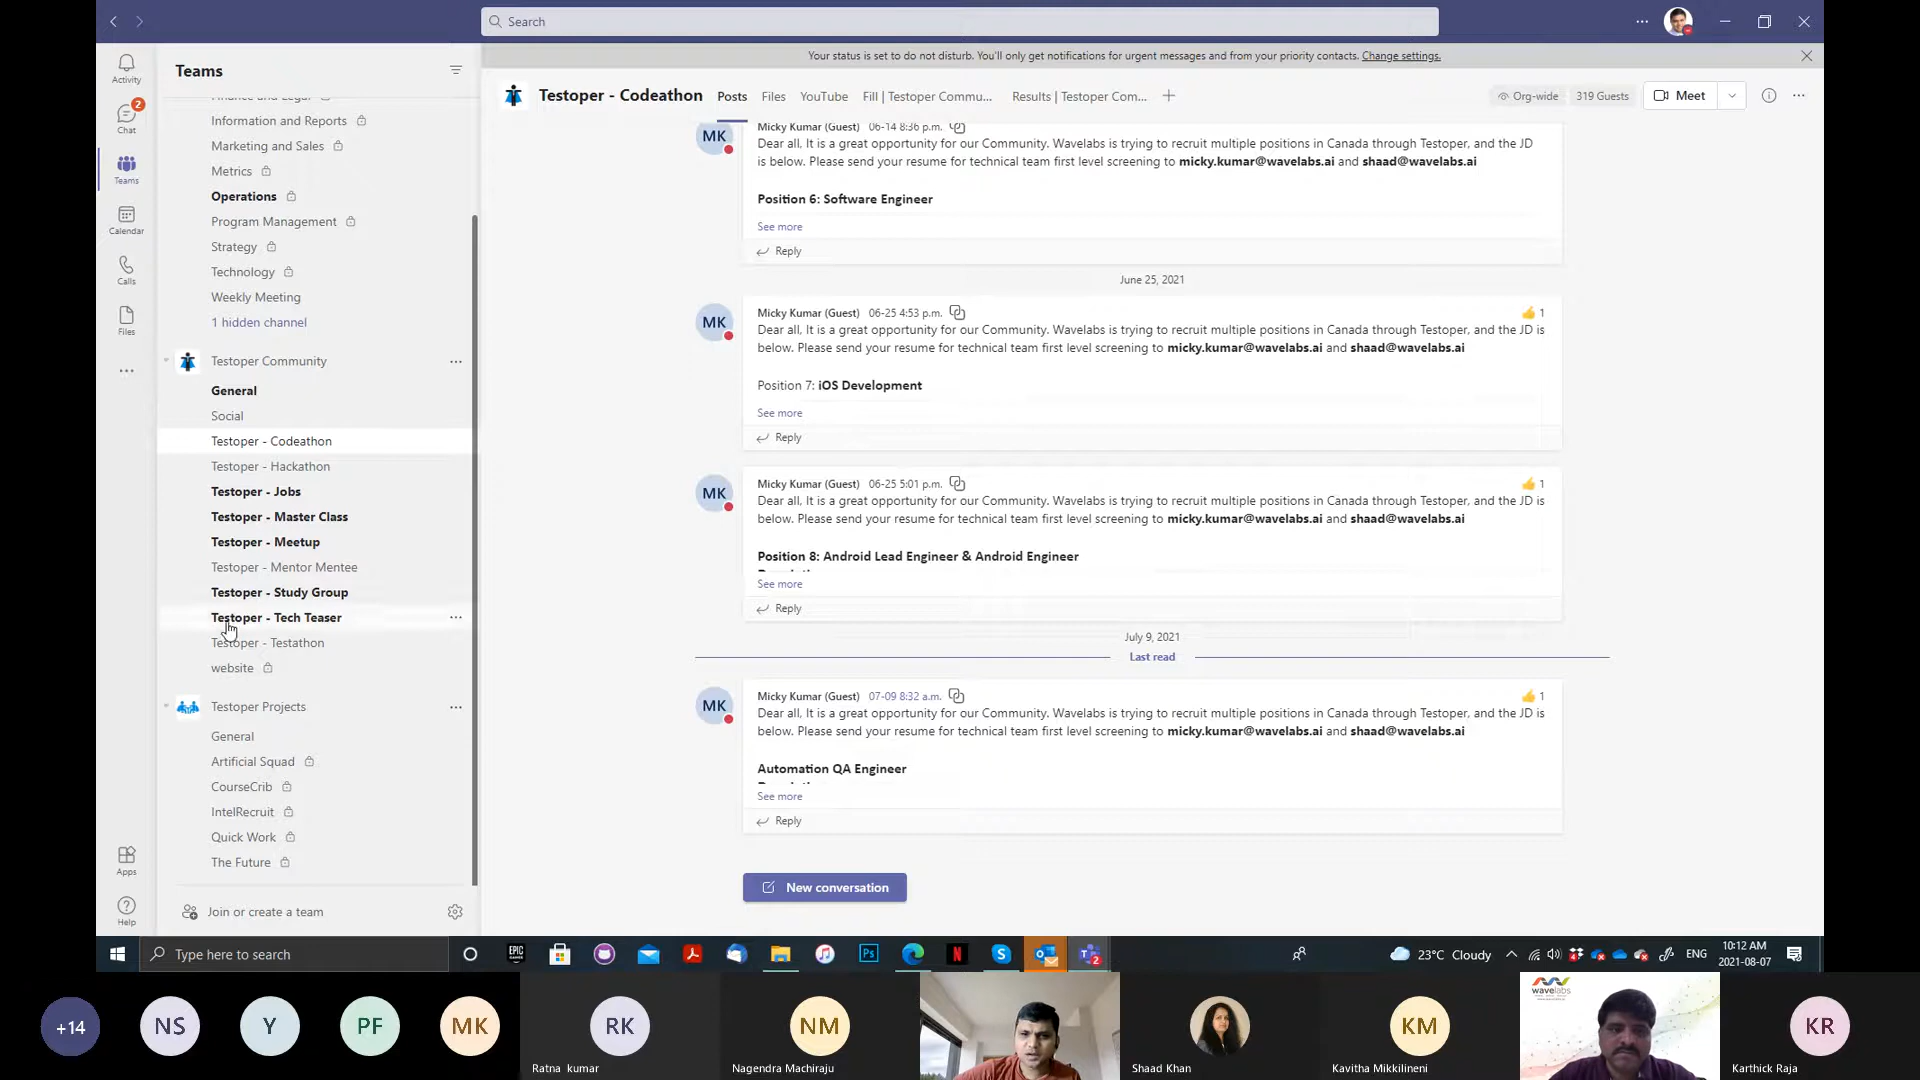 Search
Your status is set to do not disturb. You'll only get notifications for urgent messages and from your priority contacts. Change settings.
Activity
2
Chat
Teams
Calendar
Calls
Files
Apps
Help
Teams
Finance and Legal
Information and Reports
Marketing and Sales
Metrics
Operations
Program Management
Strategy
Technology
Weekly Meeting
1 hidden channel
Testoper Community
General
Social
Testoper - Codeathon
Testoper - Hackathon
Testoper - Jobs
Testoper - Master Class
Testoper - Meetup
Testoper - Mentor Mentee
Testoper - Study Group
Testoper - Tech Teaser
Testoper - Testathon
website
Testoper Projects
General
Artificial Squad
CourseCrib
IntelRecruit
Quick Work
The Future
Join or create a team
Testoper - Codeathon Posts Files YouTube Fill | Testoper Commu... Results | Testoper Com... Org-wide 319 Guests Meet
MK
Micky Kumar (Guest) 06-14 8:36 p.m.
Dear all, It is a great opportunity for our Community. Wavelabs is trying to recruit multiple positions in Canada through Testoper, and the JD
is below. Please send your resume for technical team first level screening to micky.kumar@wavelabs.ai and shaad@wavelabs.ai
Position 6: Software Engineer
See more
Reply
June 25, 2021
MK
Micky Kumar (Guest) 06-25 4:53 p.m. 1
Dear all, It is a great opportunity for our Community. Wavelabs is trying to recruit multiple positions in Canada through Testoper, and the JD is
below. Please send your resume for technical team first level screening to micky.kumar@wavelabs.ai and shaad@wavelabs.ai
Position 7: iOS Development
See more
Reply
MK
Micky Kumar (Guest) 06-25 5:01 p.m. 1
Dear all, It is a great opportunity for our Community. Wavelabs is trying to recruit multiple positions in Canada through Testoper, and the JD is
below. Please send your resume for technical team first level screening to micky.kumar@wavelabs.ai and shaad@wavelabs.ai
Position 8: Android Lead Engineer & Android Engineer
See more
Reply
July 9, 2021
Last read
MK
Micky Kumar (Guest) 07-09 8:32 a.m. 1
Dear all, It is a great opportunity for our Community. Wavelabs is trying to recruit multiple positions in Canada through Testoper, and the JD is
below. Please send your resume for technical team first level screening to micky.kumar@wavelabs.ai and shaad@wavelabs.ai
Automation QA Engineer
See more
Reply
New conversation
Type here to search
EPIC
N
Ps
S
2
23°C Cloudy
ENG
10:12 AM
2021-08-07
+14
NS
Y
PF
MK
RK
Ratna kumar
NM
Nagendra Machiraju
Shaad Khan
KM
Kavitha Mikkilineni
wavelabs
KR
Karthick Raja